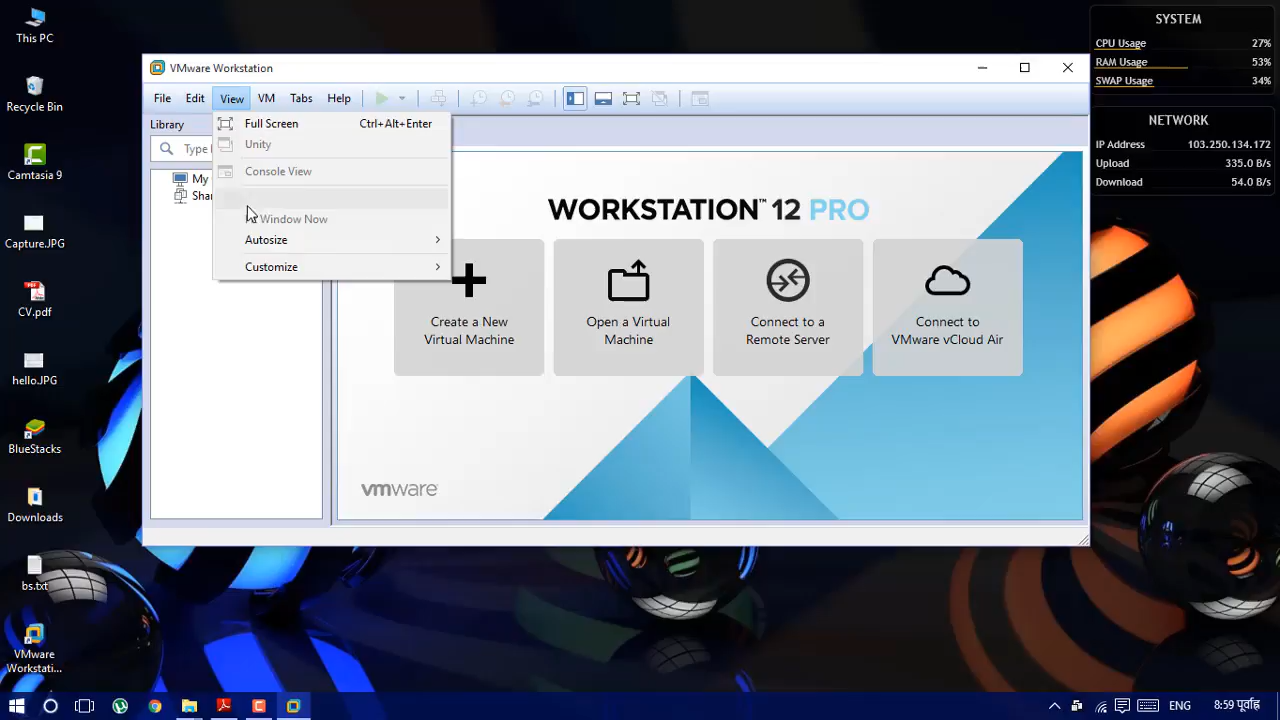 This PC
Recycle Bin
Camtasia 9
Capture.JPG
CV.pdf
hello.JPG
BlueStacks
Downloads
bs.txt
VMware
Workstati...
VMware Workstation
File Edit View VM Tabs Help
Library
Type
My
Shar
Full Screen Ctrl+Alt+Enter
Unity
Console View
Window Now
Autosize
Customize
WORKSTATION™ 12 PRO
Create a New
Virtual Machine
Open a Virtual
Machine
Connect to a
Remote Server
Connect to
VMware vCloud Air
vmware
SYSTEM
CPU Usage 27%
RAM Usage 53%
SWAP Usage 34%
NETWORK
IP Address 103.250.134.172
Upload 335.0 B/s
Download 54.0 B/s
ENG 8:59 पूर्वाह्न